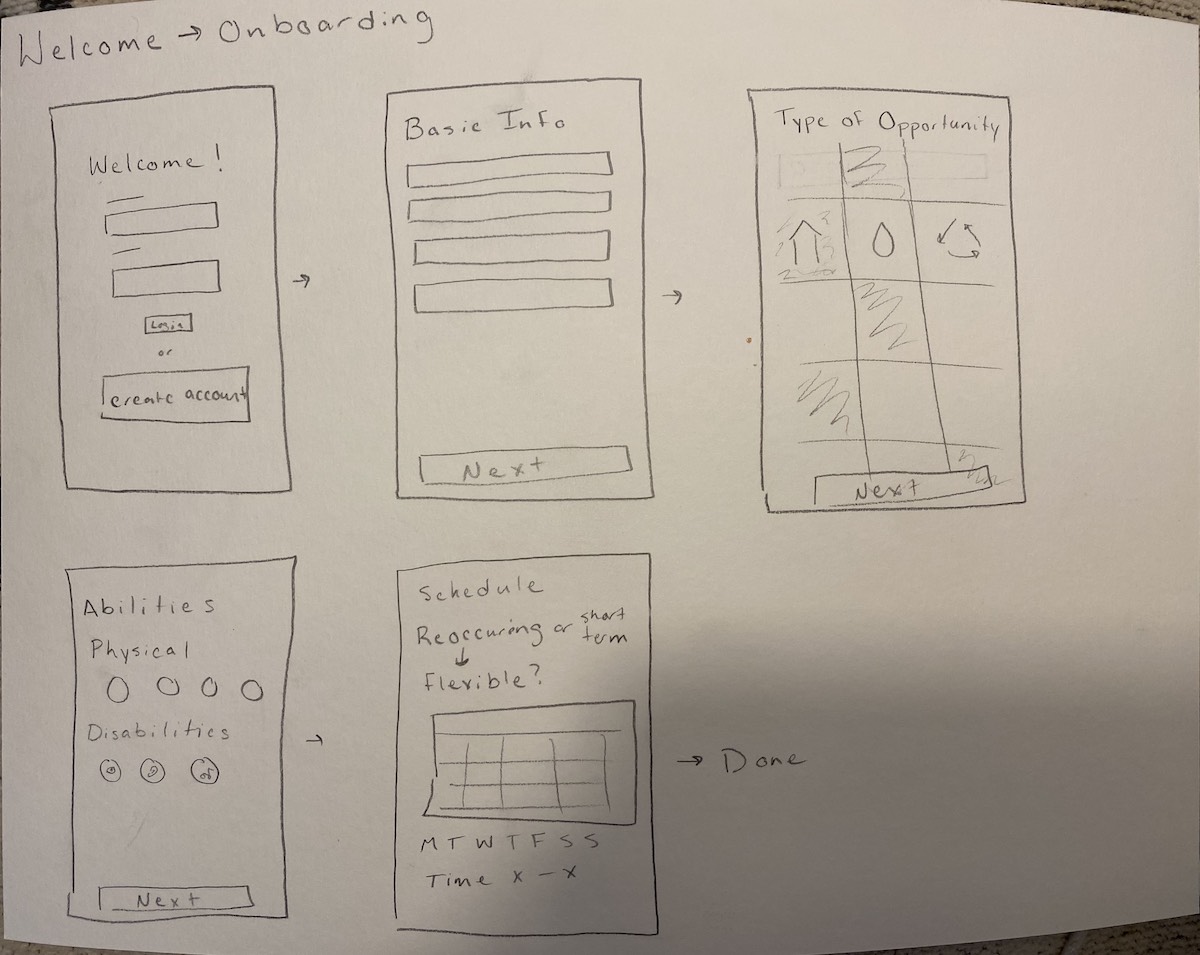 Welcome → Onboarding
Welcome!
Login
or
create account
Basic Info
Next
Type of Opportunity
Next
Abilities
Physical
Disabilities
Next
Schedule
Reoccuring or short term
Flexible?
M T W T F S S
Time x - x
→ Done